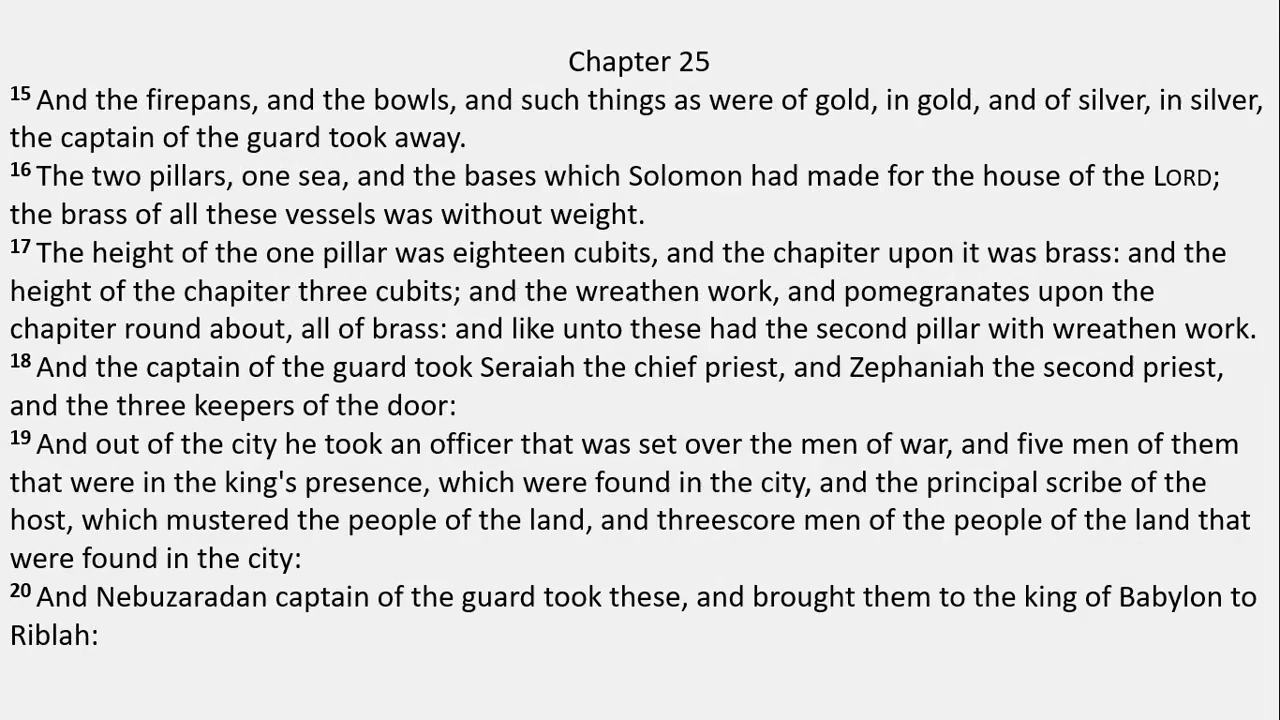 Chapter 25
15 And the firepans, and the bowls, and such things as were of gold, in gold, and of silver, in silver,
the captain of the guard took away.
16 The two pillars, one sea, and the bases which Solomon had made for the house of the LORD;
the brass of all these vessels was without weight.
17 The height of the one pillar was eighteen cubits, and the chapiter upon it was brass: and the
height of the chapiter three cubits; and the wreathen work, and pomegranates upon the
chapiter round about, all of brass: and like unto these had the second pillar with wreathen work.
18 And the captain of the guard took Seraiah the chief priest, and Zephaniah the second priest,
and the three keepers of the door:
19 And out of the city he took an officer that was set over the men of war, and five men of them
that were in the king's presence, which were found in the city, and the principal scribe of the
host, which mustered the people of the land, and threescore men of the people of the land that
were found in the city:
20 And Nebuzaradan captain of the guard took these, and brought them to the king of Babylon to
Riblah: